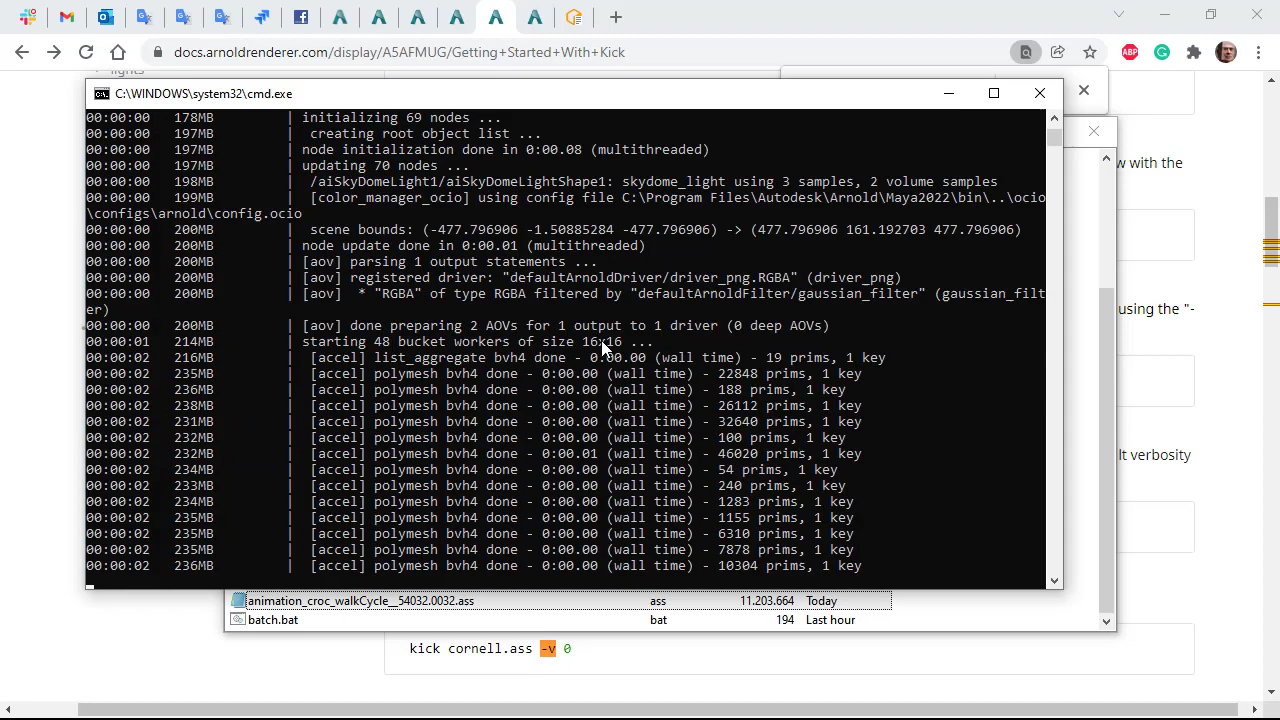 docs.arnoldrenderer.com/display/A5AFMUG/Getting+Started+With+Kick
ABP
lights
C:\WINDOWS\system32\cmd.exe
00:00:00 178MB | initializing 69 nodes ...
00:00:00 197MB | creating root object list ...
00:00:00 197MB | node initialization done in 0:00.08 (multithreaded)
00:00:00 197MB | updating 70 nodes ...
00:00:00 198MB | /aiSkyDomeLight1/aiSkyDomeLightShape1: skydome_light using 3 samples, 2 volume samples
00:00:00 199MB | [color_manager_ocio] using config file C:\Program Files\Autodesk\Arnold\Maya2022\bin\..\ocio
\configs\arnold\config.ocio
00:00:00 200MB | scene bounds: (-477.796906 -1.50885284 -477.796906) -> (477.796906 161.192703 477.796906)
00:00:00 200MB | node update done in 0:00.01 (multithreaded)
00:00:00 200MB | [aov] parsing 1 output statements ...
00:00:00 200MB | [aov] registered driver: "defaultArnoldDriver/driver_png.RGBA" (driver_png)
00:00:00 200MB | [aov] * "RGBA" of type RGBA filtered by "defaultArnoldFilter/gaussian_filter" (gaussian_filt
er)
00:00:00 200MB | [aov] done preparing 2 AOVs for 1 output to 1 driver (0 deep AOVs)
00:00:01 214MB | starting 48 bucket workers of size 16x16 ...
00:00:02 216MB | [accel] list_aggregate bvh4 done - 0:00.00 (wall time) - 19 prims, 1 key
00:00:02 235MB | [accel] polymesh bvh4 done - 0:00.00 (wall time) - 22848 prims, 1 key
00:00:02 236MB | [accel] polymesh bvh4 done - 0:00.00 (wall time) - 188 prims, 1 key
00:00:02 238MB | [accel] polymesh bvh4 done - 0:00.00 (wall time) - 26112 prims, 1 key
00:00:02 231MB | [accel] polymesh bvh4 done - 0:00.00 (wall time) - 32640 prims, 1 key
00:00:02 232MB | [accel] polymesh bvh4 done - 0:00.00 (wall time) - 100 prims, 1 key
00:00:02 232MB | [accel] polymesh bvh4 done - 0:00.01 (wall time) - 46020 prims, 1 key
00:00:02 234MB | [accel] polymesh bvh4 done - 0:00.00 (wall time) - 54 prims, 1 key
00:00:02 233MB | [accel] polymesh bvh4 done - 0:00.00 (wall time) - 240 prims, 1 key
00:00:02 234MB | [accel] polymesh bvh4 done - 0:00.00 (wall time) - 1283 prims, 1 key
00:00:02 235MB | [accel] polymesh bvh4 done - 0:00.00 (wall time) - 1155 prims, 1 key
00:00:02 235MB | [accel] polymesh bvh4 done - 0:00.00 (wall time) - 6310 prims, 1 key
00:00:02 235MB | [accel] polymesh bvh4 done - 0:00.00 (wall time) - 7878 prims, 1 key
00:00:02 236MB | [accel] polymesh bvh4 done - 0:00.00 (wall time) - 10304 prims, 1 key
w with the
using the "-
lt verbosity
animation_croc_walkCycle__54032.0032.ass ass 11.203.664 Today
batch.bat bat 194 Last hour
kick cornell.ass -v 0